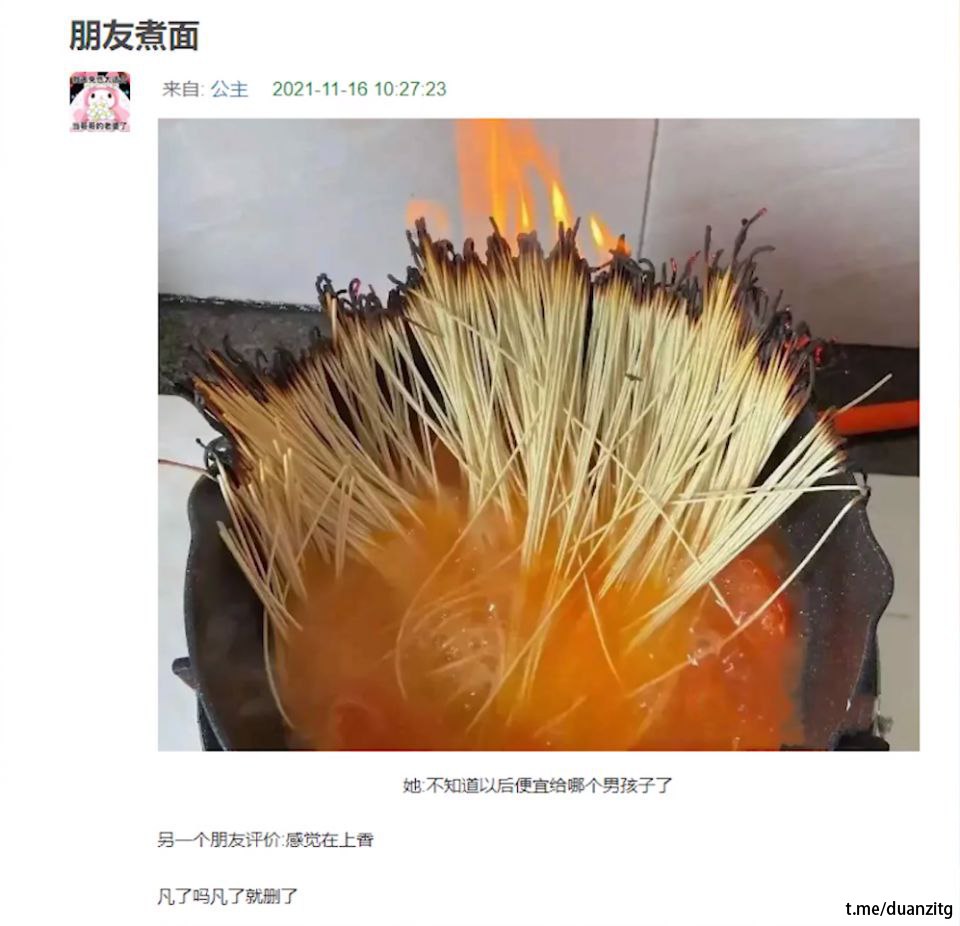 朋友煮面
来自: 公主 2021-11-16 10:27:23
当哥哥的老婆了
她:不知道以后便宜给哪个男孩子了
另一个朋友评价:感觉在上香
凡了吗凡了就删了
t.me/duanzitg